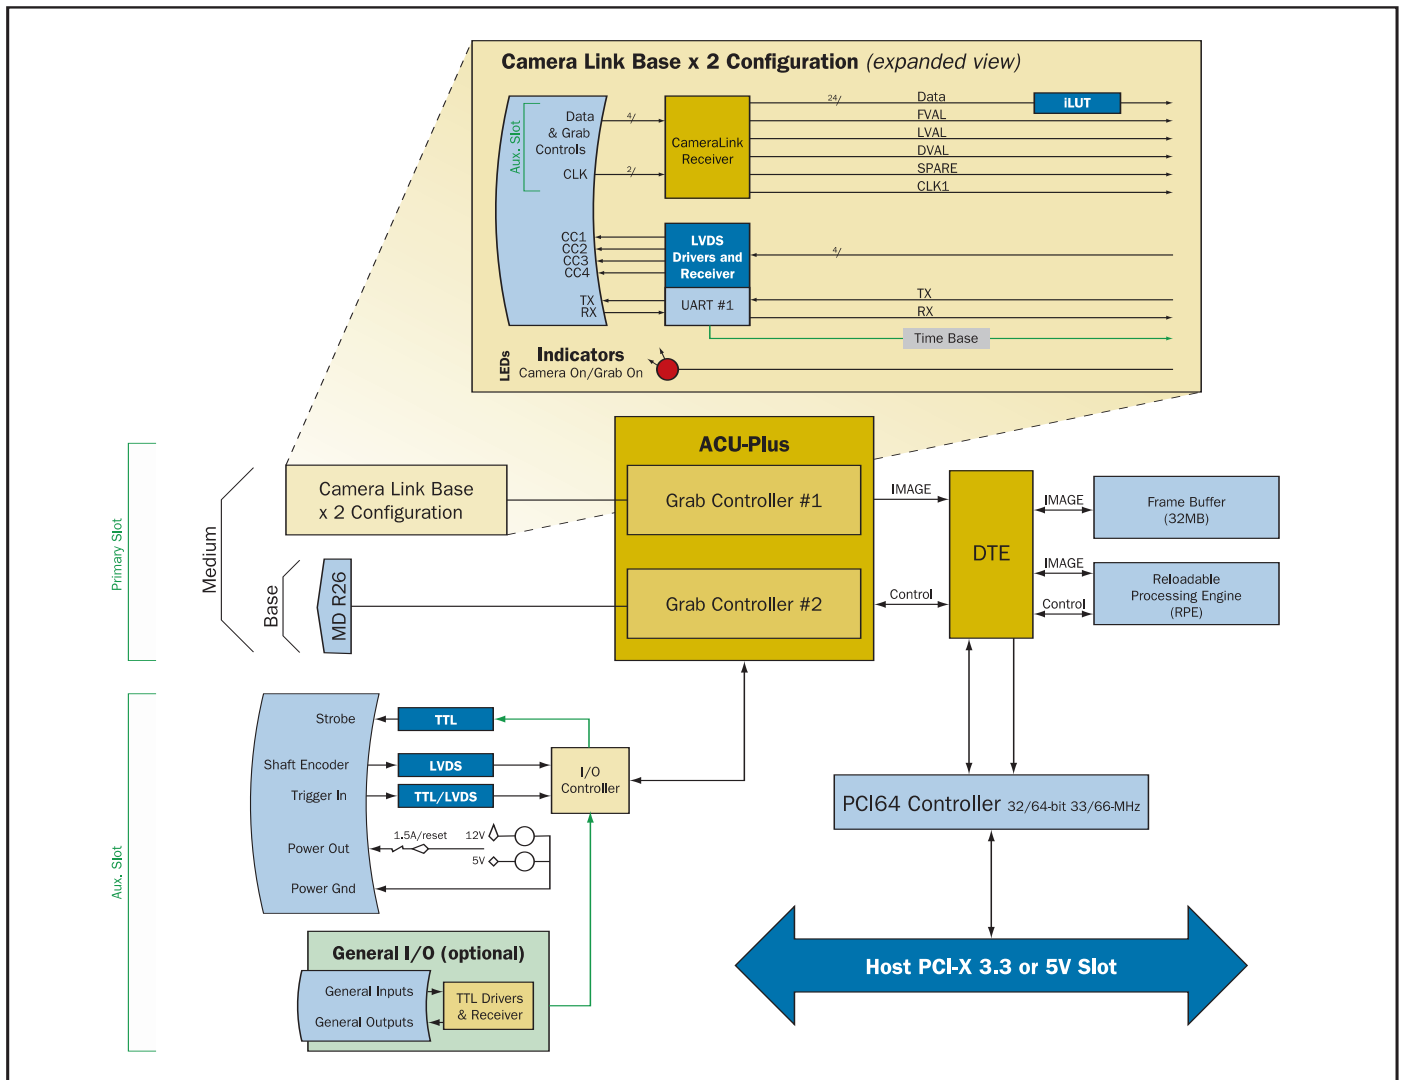 Camera Link Base x 2 Configuration (expanded view)
Aux. Slot
Data
& Grab
Controls
CLK
4/
2/
CameraLink
Receiver
24/
Data
iLUT
FVAL
LVAL
DVAL
SPARE
CLK1
CC1
CC2
CC3
CC4
LVDS
Drivers and
Receiver
4/
TX
RX
UART #1
TX
RX
Time Base
LEDs
Indicators
Camera On/Grab On
Primary Slot
Medium
Base
Camera Link Base
x 2 Configuration
MD R26
ACU-Plus
Grab Controller #1
Grab Controller #2
IMAGE
Control
DTE
IMAGE
Frame Buffer
(32MB)
IMAGE
Control
Reloadable
Processing Engine
(RPE)
Aux. Slot
Strobe
TTL
Shaft Encoder
LVDS
Trigger In
TTL/LVDS
I/O
Controller
Power Out
1.5A/reset
12V
5V
Power Gnd
PCI64 Controller 32/64-bit 33/66-MHz
General I/O (optional)
General Inputs
General Outputs
TTL Drivers
& Receiver
Host PCI-X 3.3 or 5V Slot